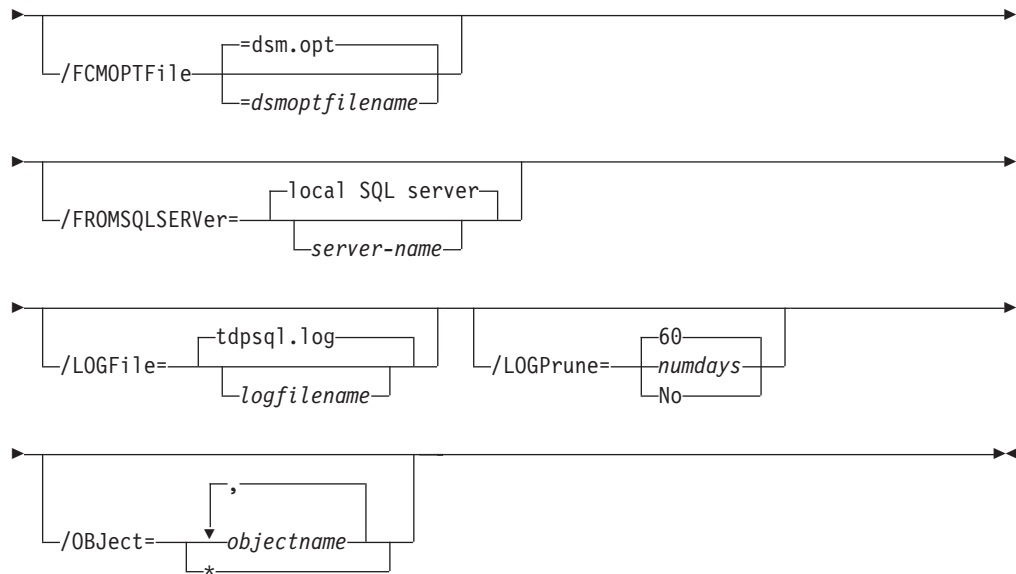 =dsm.opt
/FCMOPTFile
=dsmoptfilename
local SQL server
/FROMSQLSERVer=
server-name
tdpsql.log
60
/LOGFile=
/LOGPrune=
numdays
logfilename
No
,
/OBJect=
objectname
*